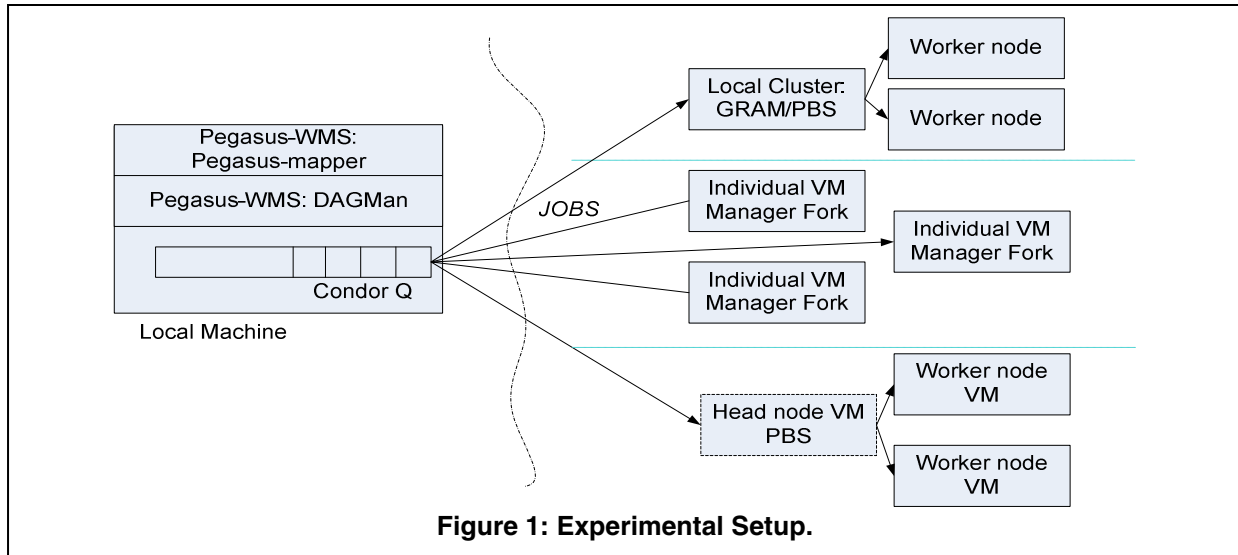 Pegasus-WMS:
Pegasus-mapper
Pegasus-WMS: DAGMan
Condor Q
Local Machine
JOBS
Local Cluster:
GRAM/PBS
Worker node
Worker node
Individual VM
Manager Fork
Individual VM
Manager Fork
Individual VM
Manager Fork
Head node VM
PBS
Worker node
VM
Worker node
VM
Figure 1: Experimental Setup.